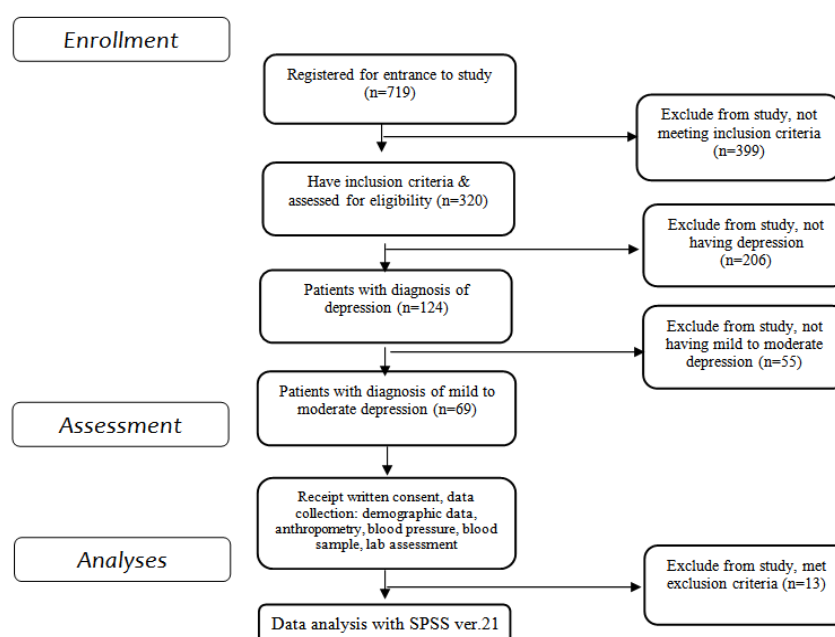 Enrollment
Registered for entrance to study
(n=719)
Exclude from study, not
meeting inclusion criteria
(n=399)
Have inclusion criteria &
assessed for eligibility (n=320)
Exclude from study, not
having depression
(n=206)
Patients with diagnosis of
depression (n=124)
Exclude from study, not
having mild to moderate
depression (n=55)
Patients with diagnosis of mild to
moderate depression (n=69)
Assessment
Receipt written consent, data
collection: demographic data,
anthropometry, blood pressure, blood
sample, lab assessment
Analyses
Exclude from study, met
exclusion criteria (n=13)
Data analysis with SPSS ver.21